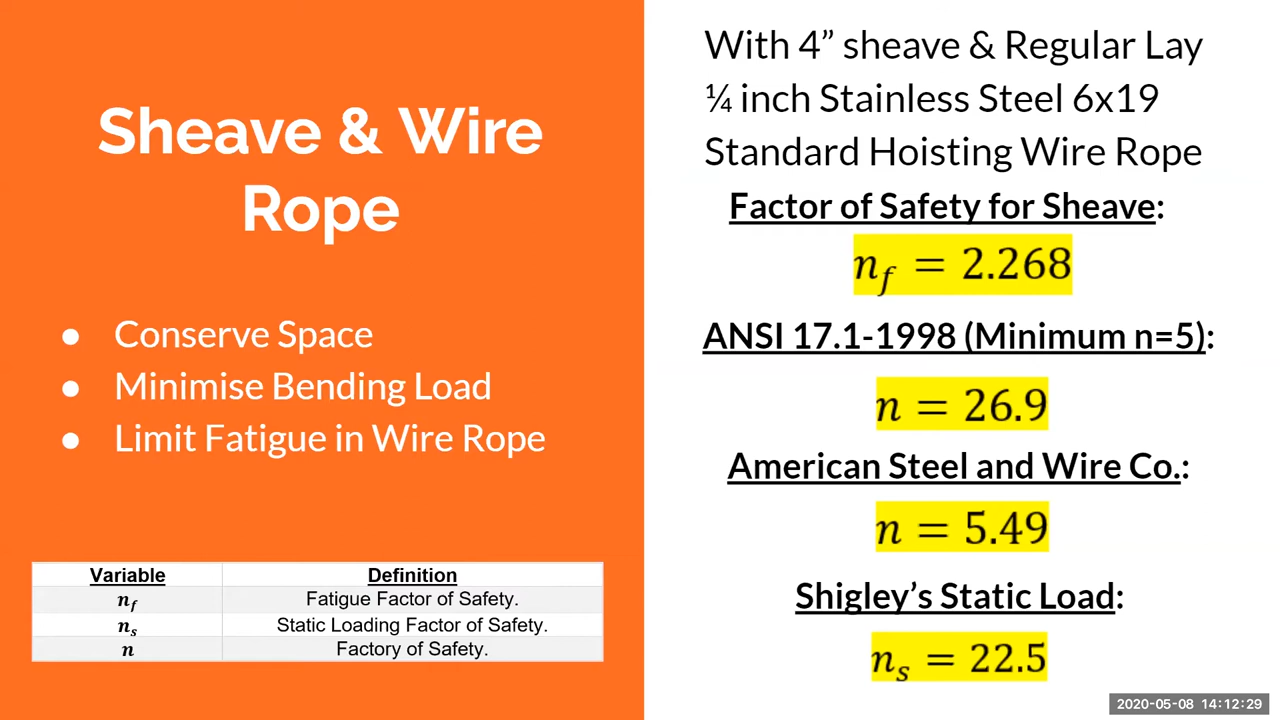 Sheave & Wire
Rope
● Conserve Space
● Minimise Bending Load
● Limit Fatigue in Wire Rope
Variable Definition
n_f Fatigue Factor of Safety.
n_s Static Loading Factor of Safety.
n Factory of Safety.
With 4” sheave & Regular Lay
¼ inch Stainless Steel 6x19
Standard Hoisting Wire Rope
Factor of Safety for Sheave:
n_f = 2.268
ANSI 17.1-1998 (Minimum n=5):
n = 26.9
American Steel and Wire Co.:
n = 5.49
Shigley’s Static Load:
n_s = 22.5
2020-05-08 14:12:29